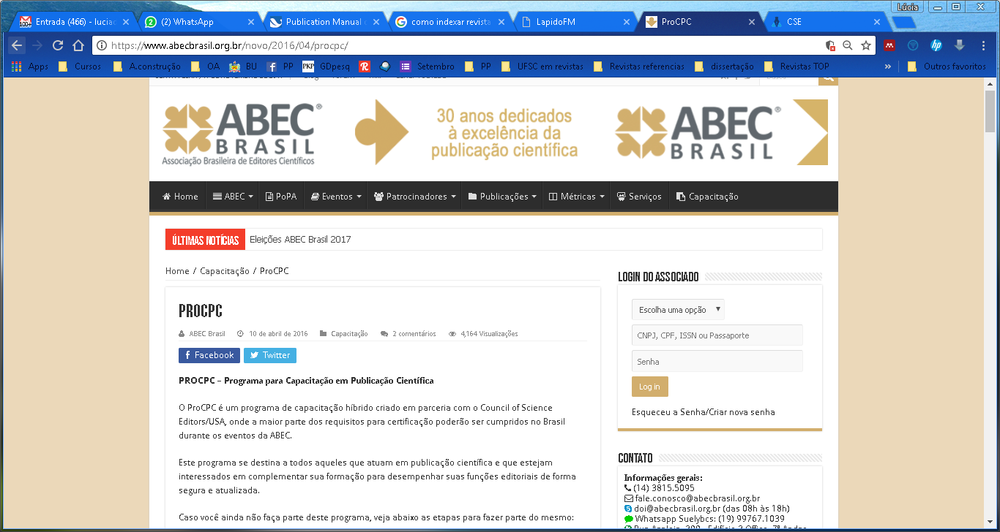 Lúcia
Entrada (466) - luciac
(2) WhatsApp
Publication Manual o
como indexar revista
LapidoFM
ProCPC
CSE
https://www.abecbrasil.org.br/novo/2016/04/procpc/
Apps
Cursos
A.construção
OA
BU
PP
PKP GDpesq
Setembro
PP
UFSC em revistas
Revistas referencias
dissertação
Revistas TOP
»
Outros favoritos
ABEC®
BRASIL
Associação Brasileira de Editores Científicos
30 anos dedicados
à excelência da
publicação científica
ABEC®
BRASIL
Home
ABEC
PoPA
Eventos
Patrocinadores
Publicações
Métricas
Serviços
Capacitação
ÚLTIMAS NOTÍCIAS
Eleições ABEC Brasil 2017
Home / Capacitação / ProCPC
PROCPC
ABEC Brasil
10 de abril de 2016
Capacitação
2 comentários
4,164 Visualizações
Facebook
Twitter
PROCPC – Programa para Capacitação em Publicação Científica
O ProCPC é um programa de capacitação híbrido criado em parceria com o Council of Science
Editors/USA, onde a maior parte dos requisitos para certificação poderão ser cumpridos no Brasil
durante os eventos da ABEC.
Este programa se destina a todos aqueles que atuam em publicação científica e que estejam
interessados em complementar sua formação para desempenhar suas funções editoriais de forma
segura e atualizada.
Caso você ainda não faça parte deste programa, veja abaixo as etapas para fazer parte do mesmo:
LOGIN DO ASSOCIADO
Escolha uma opção
CNPJ, CPF, ISSN ou Passaporte
Senha
Log in
Esqueceu a Senha/Criar nova senha
CONTATO
Informações gerais:
(14) 3815.5095
fale.conosco@abecbrasil.org.br
doi@abecbrasil.org.br (das 08h às 18h)
Whatsapp Suelybcs: (19) 99767.1039